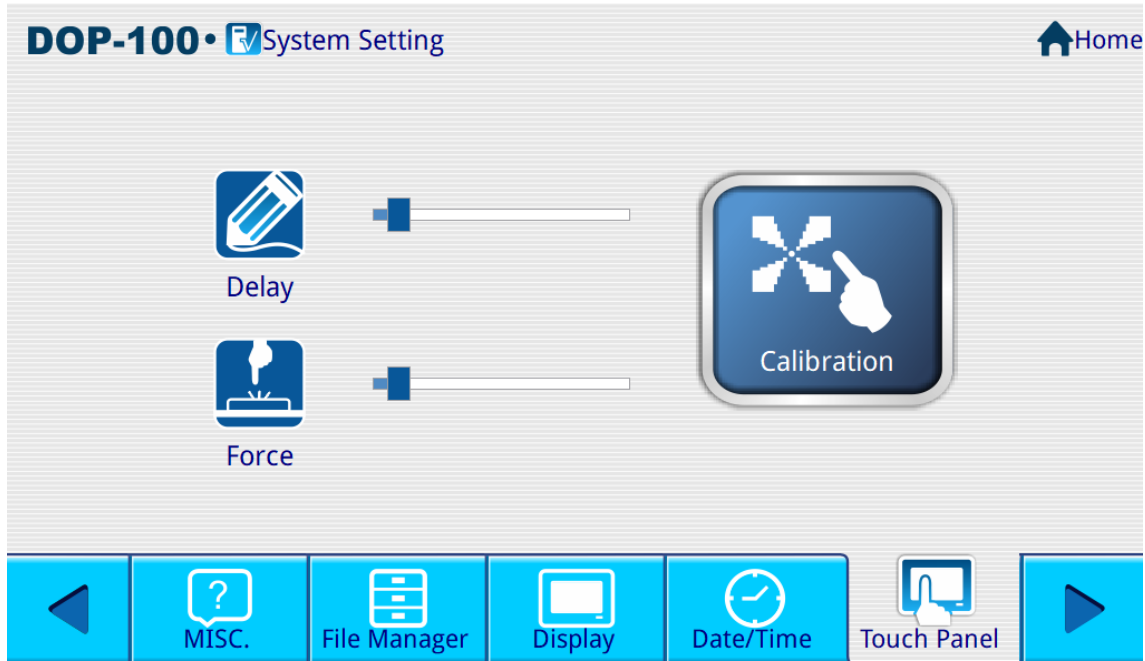 DOP-100• System Setting
Home
Delay
Calibration
Force
?
MISC.
File Manager
Display
Date/Time
Touch Panel